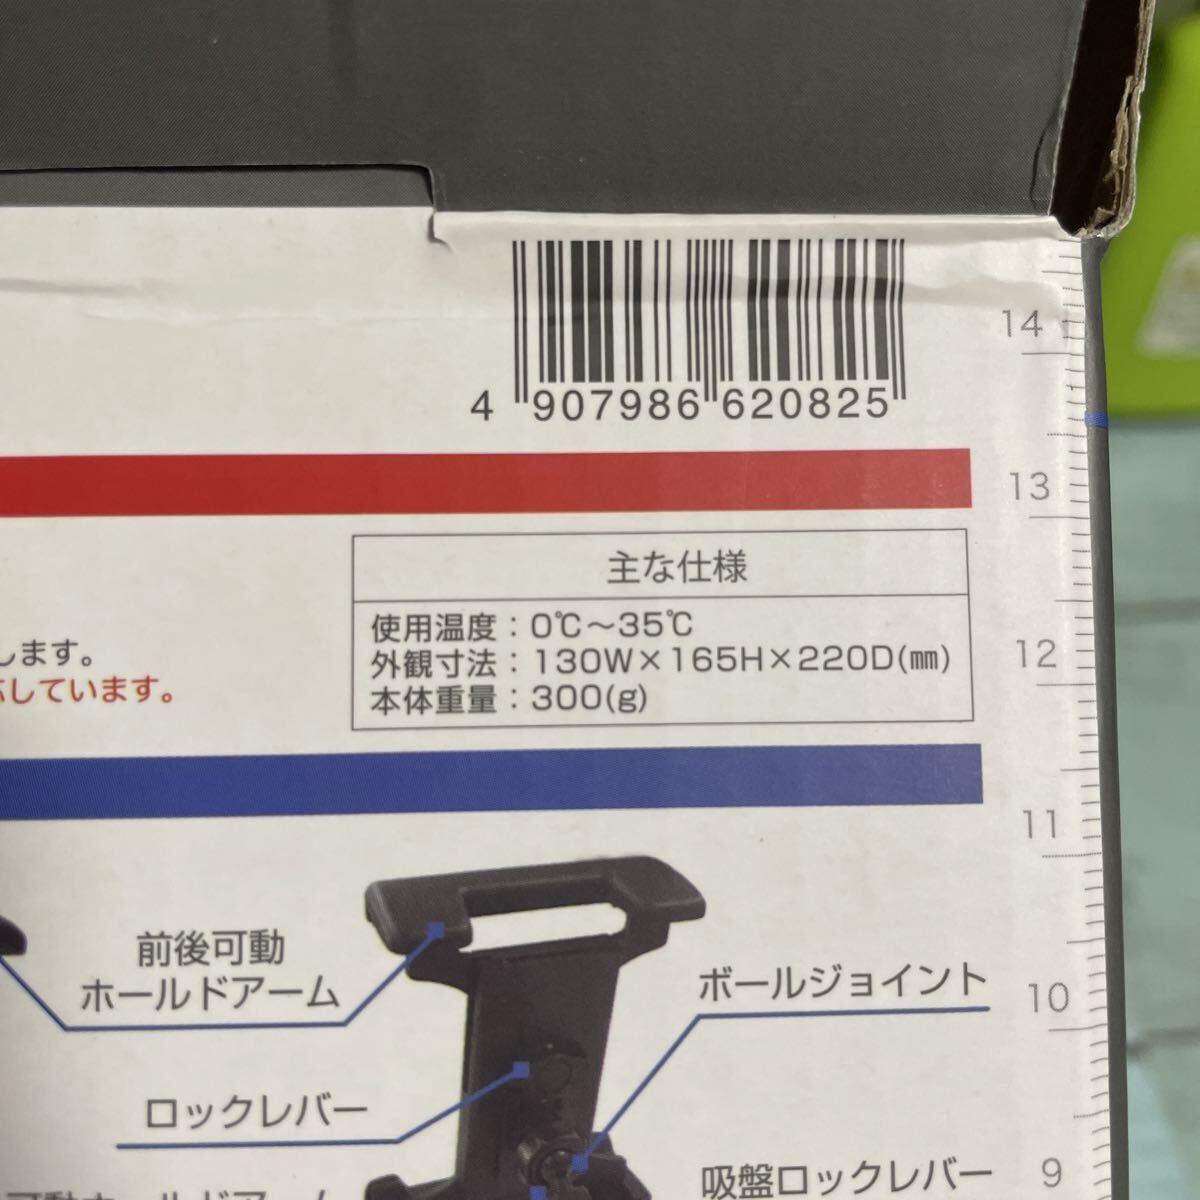 4 907986 620825
14
13
主な仕様
使用温度：0℃〜35℃
外観寸法：130W×165H×220D(㎜)
本体重量：300(g)
します。
しています。
12
11
前後可動
ホールドアーム
ボールジョイント
10
ロックレバー
吸盤ロックレバー
9